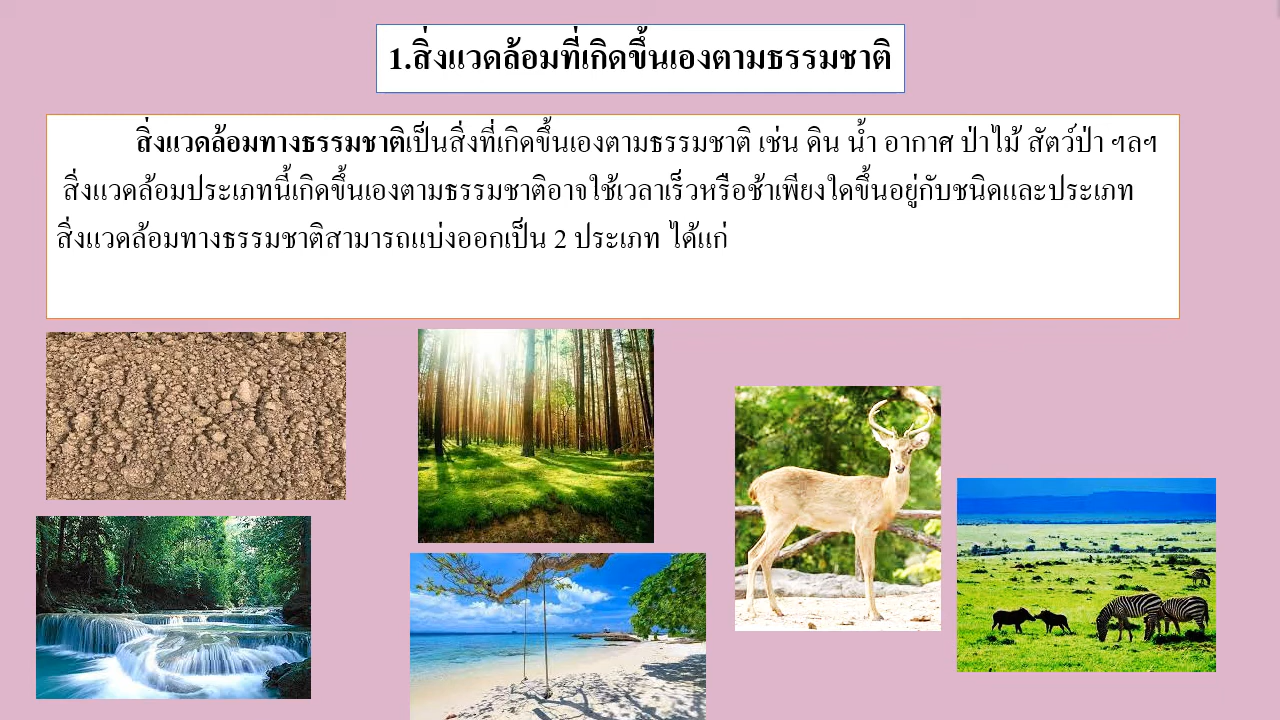 1.สิ่งแวดล้อมที่เกิดขึ้นเองตามธรรมชาติ
สิ่งแวดล้อมทางธรรมชาติเป็นสิ่งที่เกิดขึ้นเองตามธรรมชาติ เช่น ดิน น้ำ อากาศ ป่าไม้ สัตว์ป่า ฯลฯ
สิ่งแวดล้อมประเภทนี้เกิดขึ้นเองตามธรรมชาติอาจใช้เวลาเร็วหรือช้าเพียงใดขึ้นอยู่กับชนิดและประเภท
สิ่งแวดล้อมทางธรรมชาติสามารถแบ่งออกเป็น 2 ประเภท ได้แก่